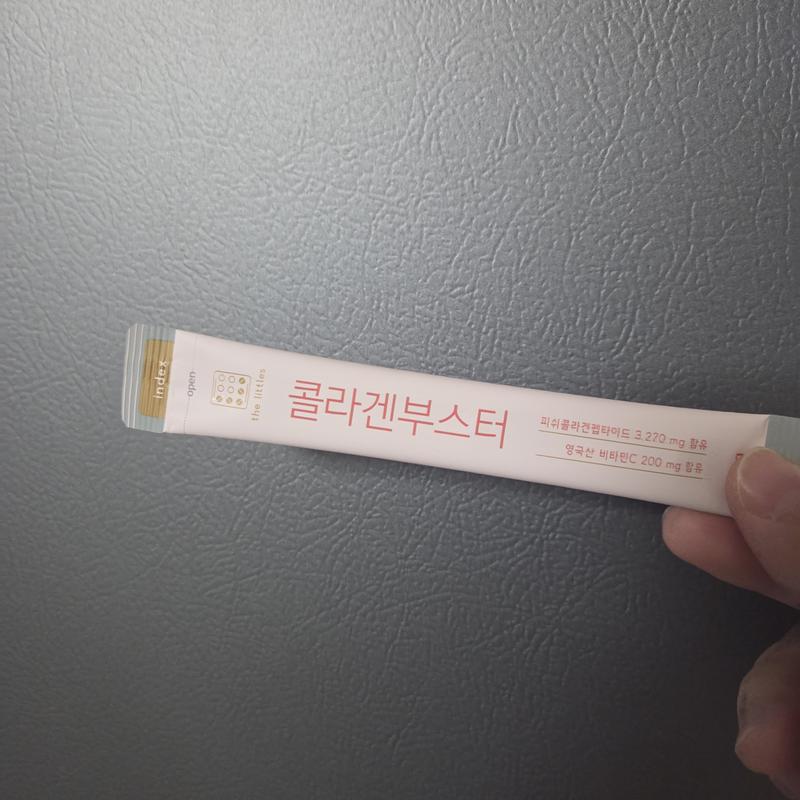 index
open
the littles
콜라겐부스터
피쉬콜라겐펩타이드 3,270 mg 함유
영국산 비타민C 200 mg 함유